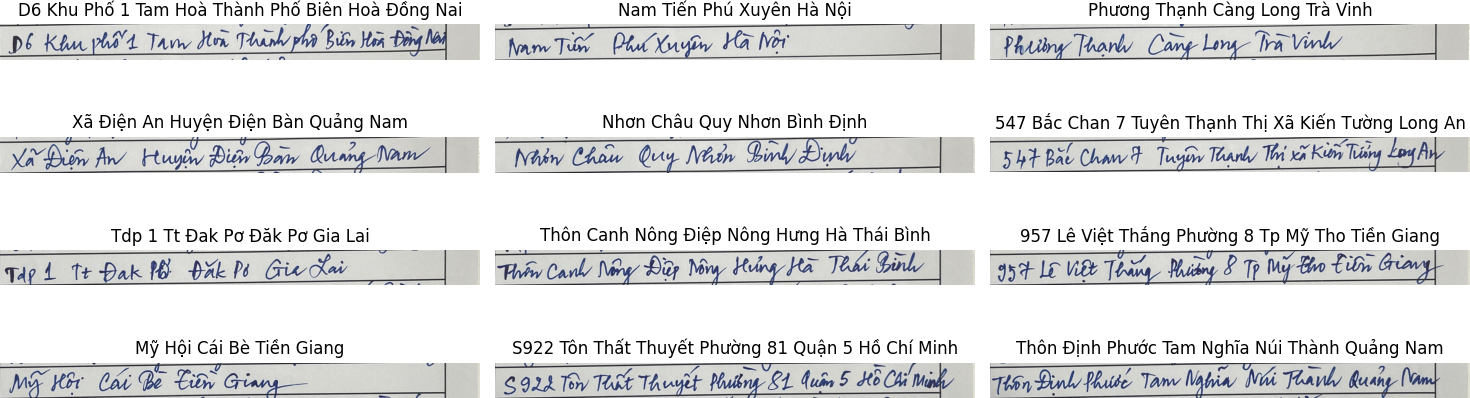 D6 Khu Phố 1 Tam Hoà Thành Phố Biên Hoà Đồng Nai
D6 Khu phố 1 Tam Hoà Thành phố Biên Hoà Đồng Nai
Nam Tiến Phú Xuyên Hà Nội
Nam Tiến Phú Xuyên Hà Nội
Phương Thạnh Càng Long Trà Vinh
Phương Thạnh Càng Long Trà Vinh
Xã Điện An Huyện Điện Bàn Quảng Nam
Xã Điện An Huyện Điện Bàn Quảng Nam
Nhơn Châu Quy Nhơn Bình Định
Nhơn Châu Quy Nhơn Bình Định
547 Bác Chan 7 Tuyên Thạnh Thị Xã Kiến Tường Long An
547 Bắc Chan 7 Tuyên Thạnh Thị xã Kiến Tường Long An
Tdp 1 Tt Đak Pơ Đăk Pơ Gia Lai
Tdp 1 Tt Đak Pơ Đăk Pơ Gia Lai
Thôn Canh Nông Điệp Nông Hưng Hà Thái Bình
Thôn Canh Nông Điệp Nông Hưng Hà Thái Bình
957 Lê Việt Thắng Phường 8 Tp Mỹ Tho Tiền Giang
957 Lê Việt Thắng Phường 8 Tp Mỹ Tho Tiền Giang
Mỹ Hội Cái Bè Tiền Giang
Mỹ Hội Cái Bè Tiền Giang
S922 Tôn Thất Thuyết Phường 81 Quận 5 Hồ Chí Minh
S922 Tôn Thất Thuyết Phường 81 Quận 5 Hồ Chí Minh
Thôn Định Phước Tam Nghĩa Núi Thành Quảng Nam
Thôn Định Phước Tam Nghĩa Núi Thành Quảng Nam